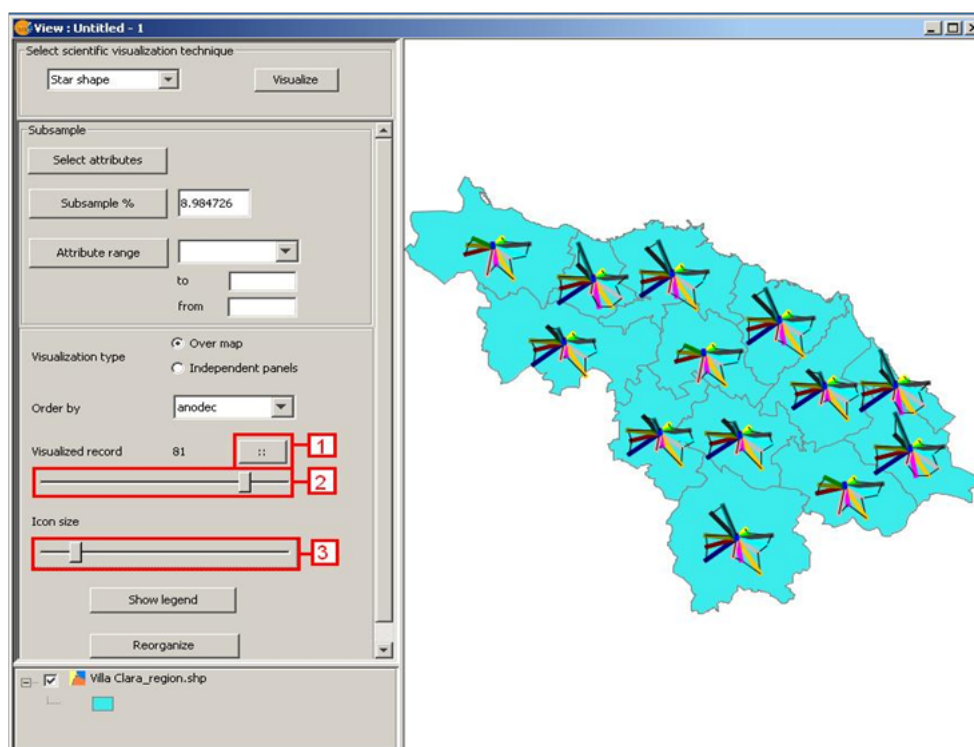 View : Untitled - 1
Select scientific visualization technique
Star shape
Visualize
Subsample
Select attributes
Subsample %
8.984726
Attribute range
to
from
Visualization type
Over map
Independent panels
Order by
anodec
Visualized record
81
::
1
2
Icon size
3
Show legend
Reorganize
Villa Clara_region.shp